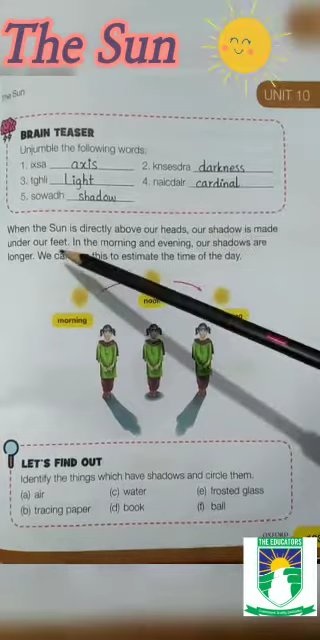 The Sun
the Sun
UNIT 10
BRAIN TEASER
Unjumble the following words.
1. ixsa axis 2. knsesdra darkness
3. tghli Light 4. naicdalr cardinal
5. sowadh shadow
When the Sun is directly above our heads, our shadow is made
under our feet. In the morning and evening, our shadows are
longer. We this to estimate the time of the day.
morning
LET'S FIND OUT
Identify the things which have shadows and circle them.
(a) air (c) water (e) frosted glass
(b) tracing paper (d) book (f) ball
OXFORD
THE EDUCATORS